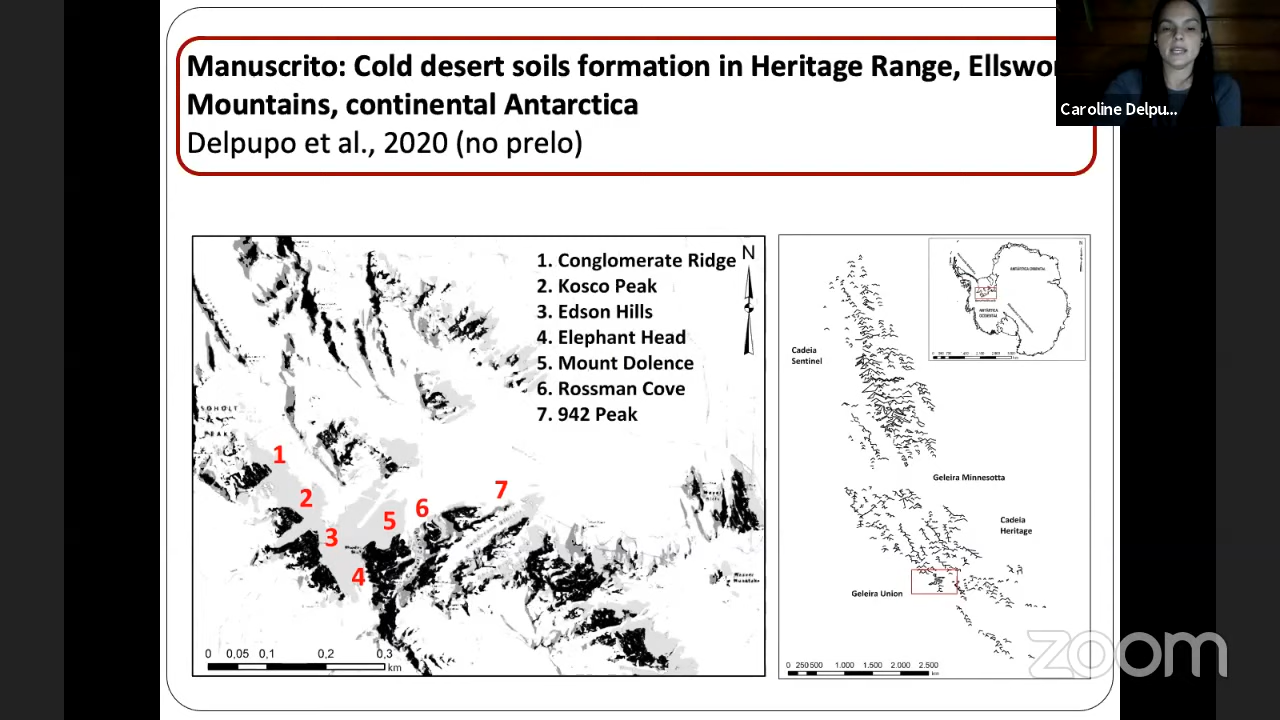 Manuscrito: Cold desert soils formation in Heritage Range, Ellswor
Mountains, continental Antarctica
Delpupo et al., 2020 (no prelo)
Caroline Delpu...
1. Conglomerate Ridge
2. Kosco Peak
3. Edson Hills
4. Elephant Head
5. Mount Dolence
6. Rossman Cove
7. 942 Peak
N
1
2
3
4
5
6
7
0 0,05 0,1 0,2 0,3
km
ANTÁRTICA ORIENTAL
ANTÁRTICA
OCIDENTAL
Cadeia
Sentinel
Geleira Minnesotta
Cadeia
Heritage
Geleira Union
0 250500 1.000 1.500 2.000 2.500
km
zoom